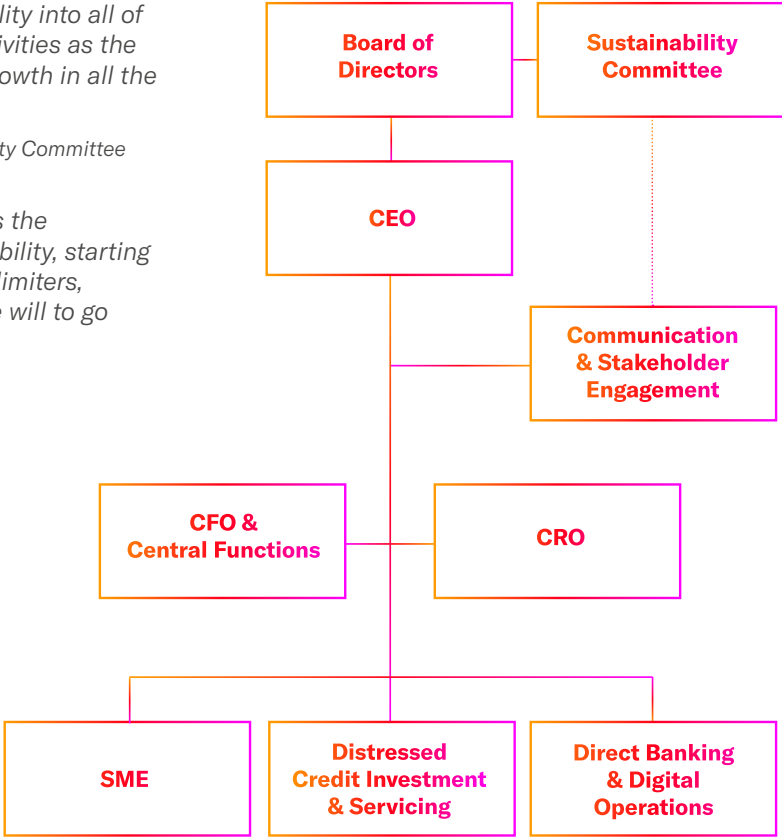 lity into all of
ivities as the
owth in all the
ty Committee
s the
bility, starting
limiters,
e will to go
Board of
Directors
Sustainability
Committee
CEO
Communication
& Stakeholder
Engagement
CFO &
Central Functions
CRO
SME
Distressed
Credit Investment
& Servicing
Direct Banking
& Digital
Operations